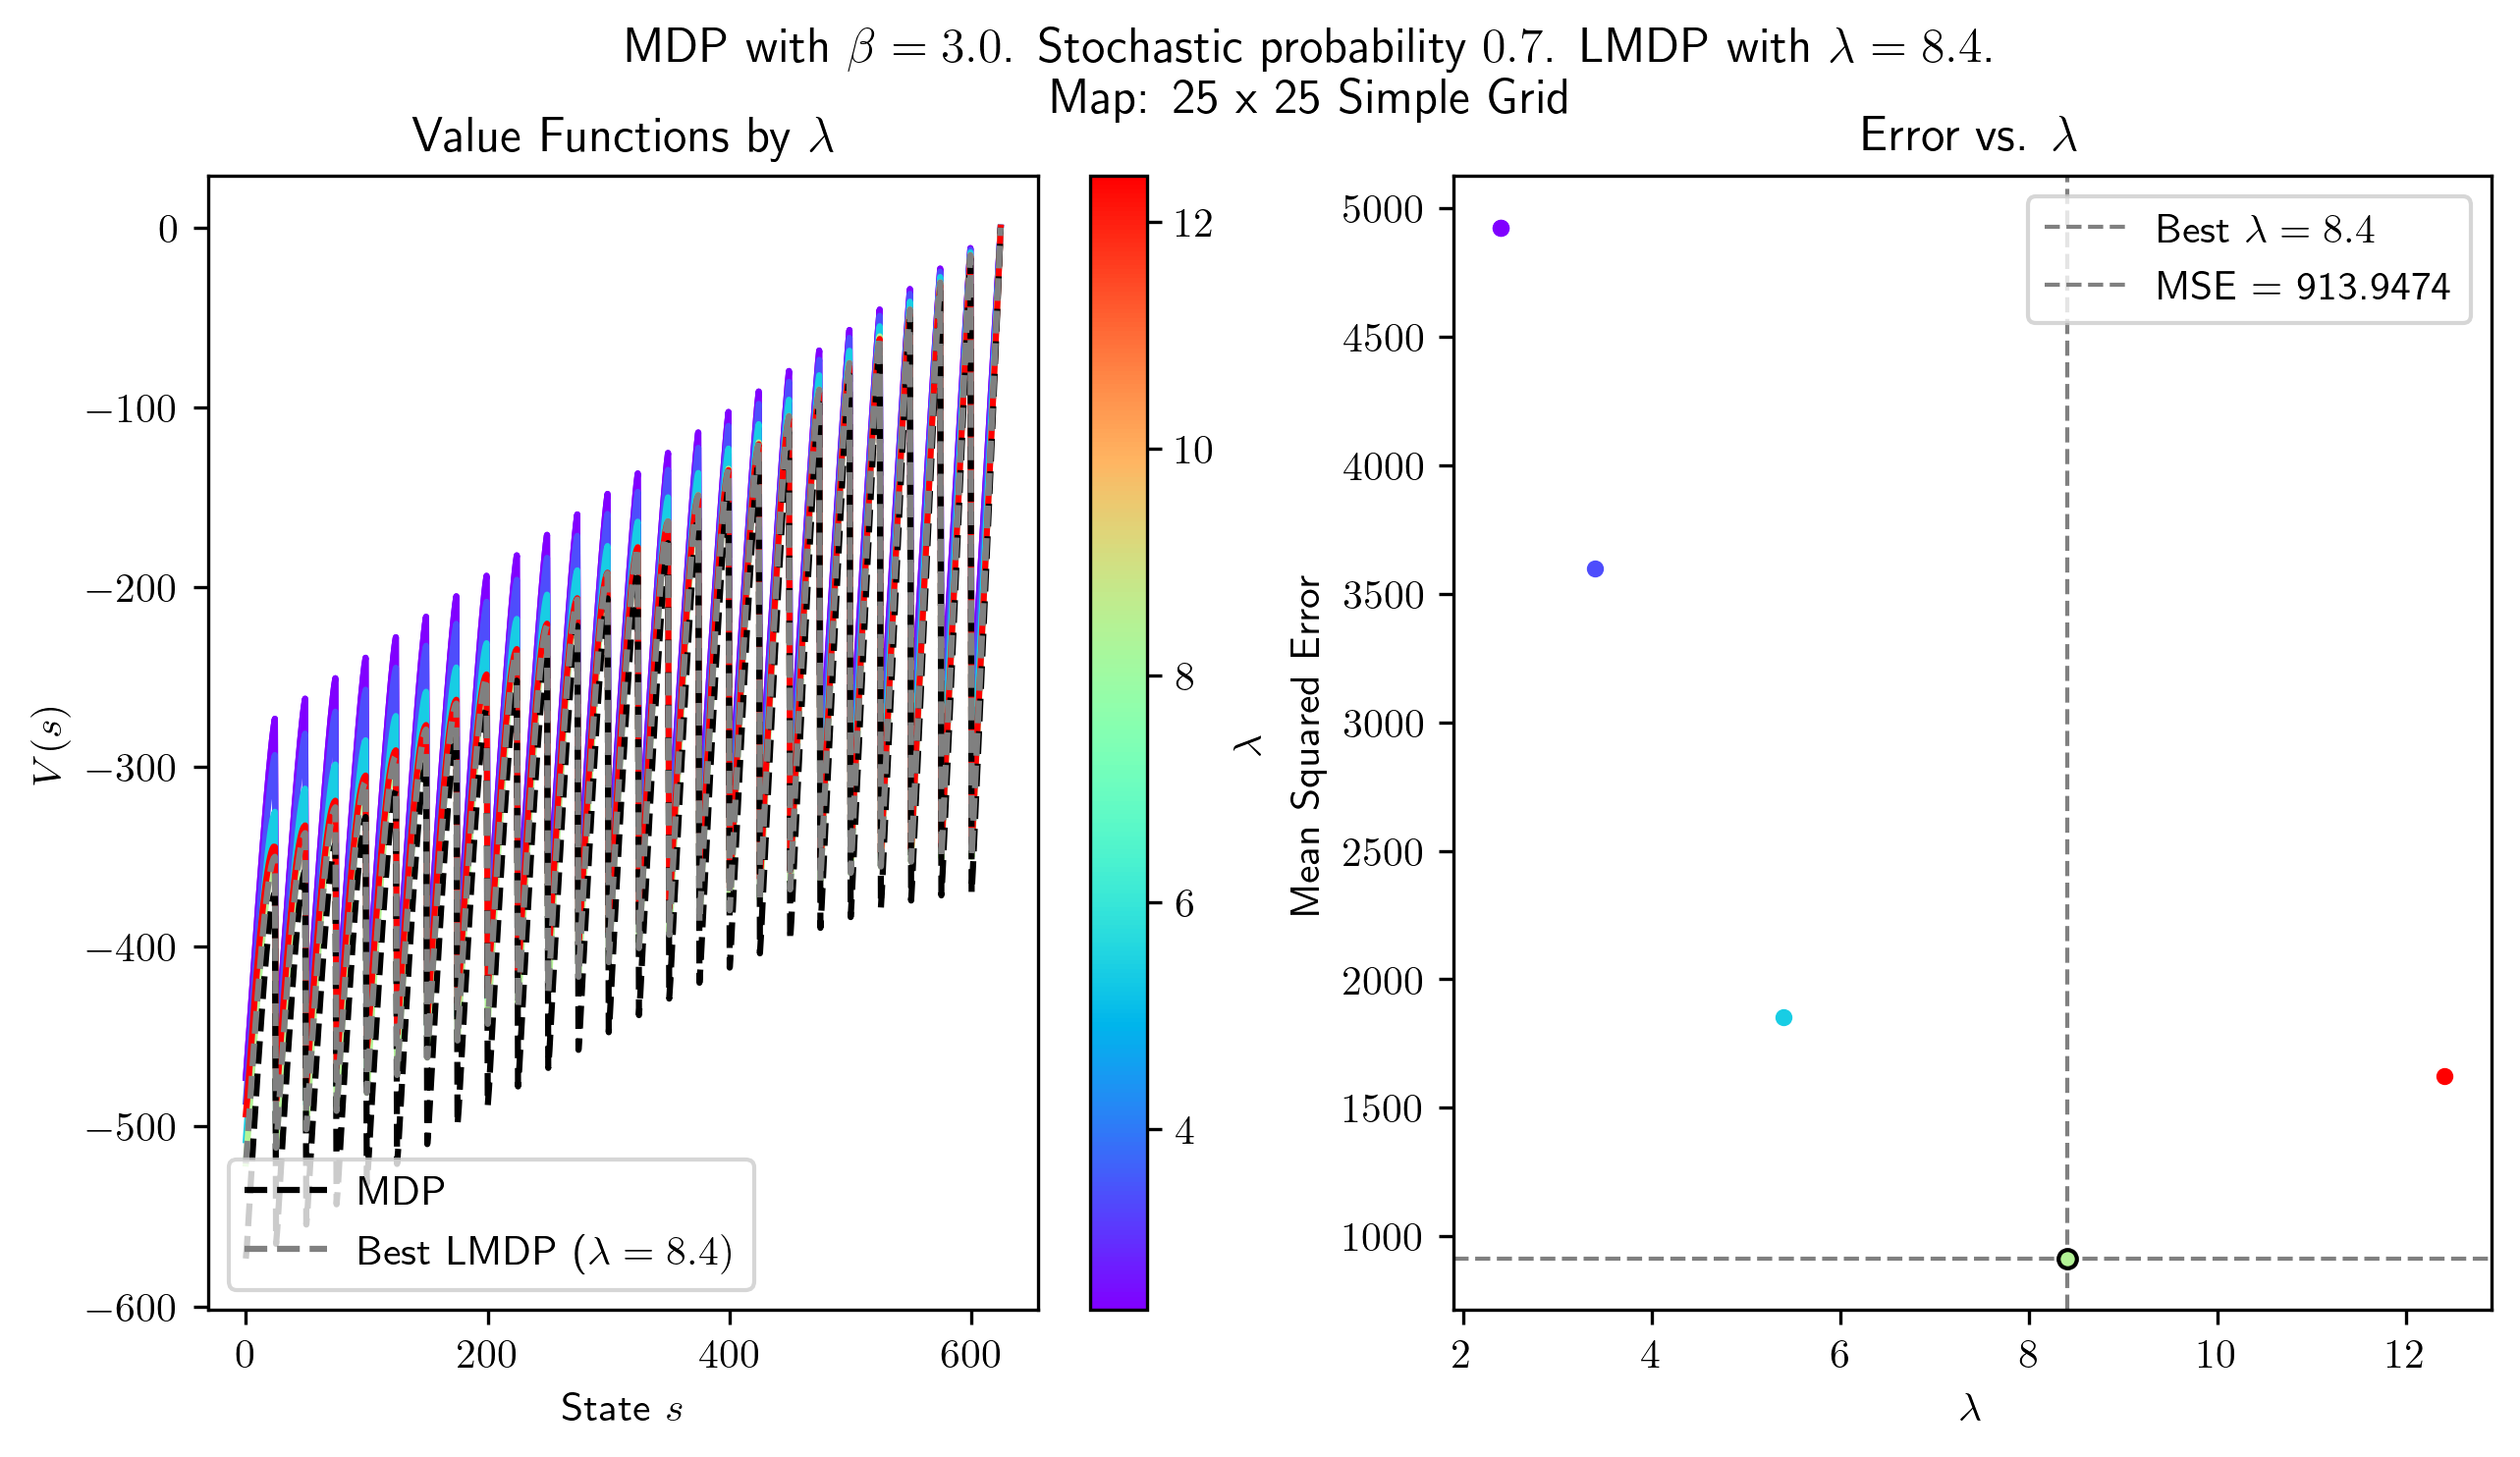 MDP with β = 3.0. Stochastic probability 0.7. LMDP with λ = 8.4.
Map: 25 x 25 Simple Grid
Value Functions by λ
0
−100
−200
−300
−400
−500
−600
V(s)
0 200 400 600
State s
MDP
Best LMDP (λ = 8.4)
12
10
8
6
4
λ
Error vs. λ
5000
4500
4000
3500
3000
2500
2000
1500
1000
Mean Squared Error
2 4 6 8 10 12
λ
Best λ = 8.4
MSE = 913.9474